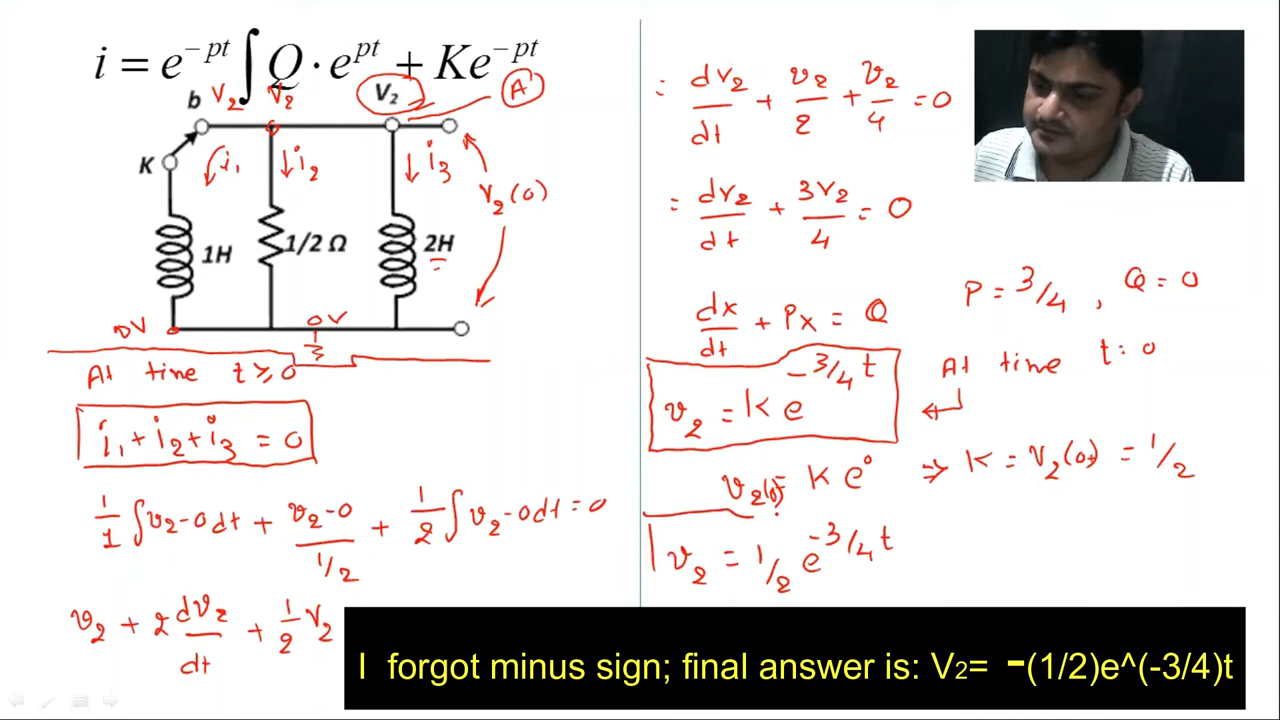 i = e^{-pt} ∫ Q · e^{pt} + Ke^{-pt}
b V₂ V₂ V₂ A
K i₁ i₂ i₃
V₂(0)
1H 1/2 Ω 2H
0V 0V
At time t ≥ 0
i₁ + i₂ + i₃ = 0
1/1 ∫ v₂-0 dt + (v₂-0)/(1/2) + 1/2 ∫ v₂-0 dt = 0
v₂ + 2 dv₂/dt + 1/2 v₂
= dv₂/dt + v₂/2 + v₂/4 = 0
= dv₂/dt + 3v₂/4 = 0
P = 3/4 , Q = 0
dx/dt + Px = Q
At time t = 0
v₂ = K e^{-3/4 t}
v₂(0) = K e⁰ ⇒ K = v₂(0+) = 1/2
v₂ = 1/2 e^{-3/4 t}
I forgot minus sign; final answer is: V₂= -(1/2)e^(-3/4)t